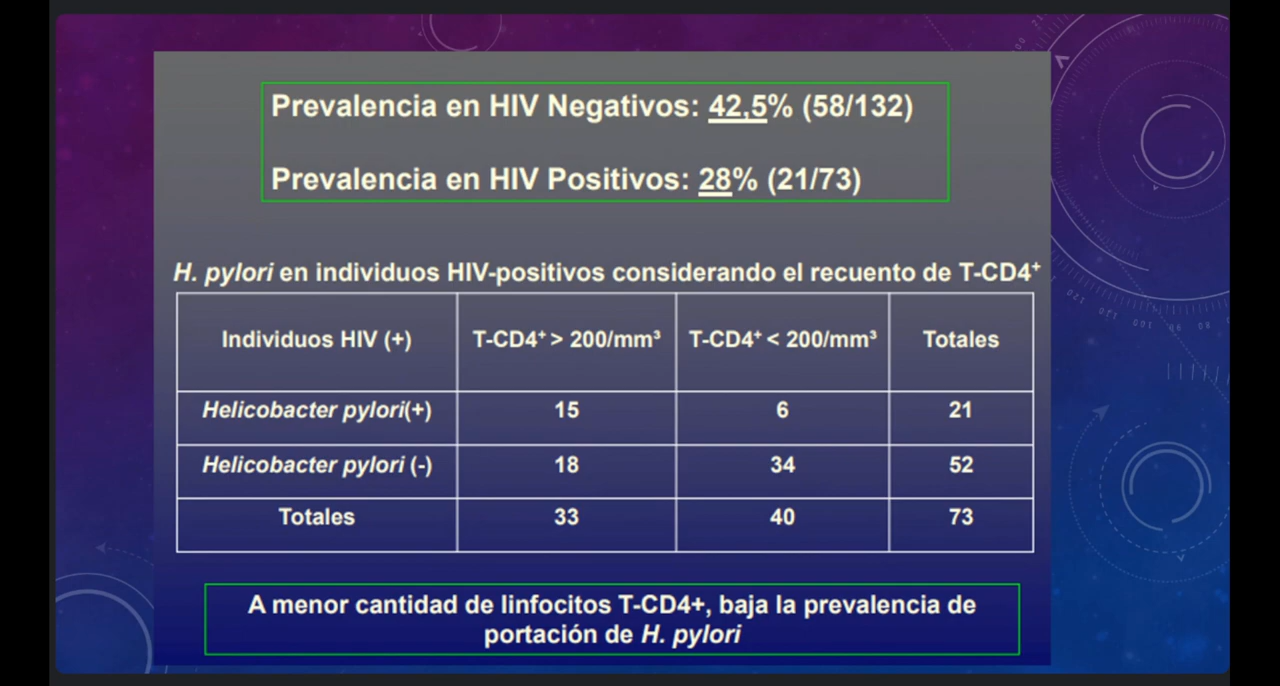 Prevalencia en HIV Negativos: 42,5% (58/132)
Prevalencia en HIV Positivos: 28% (21/73)
H. pylori en individuos HIV-positivos considerando el recuento de T-CD4⁺
Individuos HIV (+) T-CD4⁺ > 200/mm³ T-CD4⁺ < 200/mm³ Totales
Helicobacter pylori(+) 15 6 21
Helicobacter pylori (-) 18 34 52
Totales 33 40 73
A menor cantidad de linfocitos T-CD4+, baja la prevalencia de
portación de H. pylori